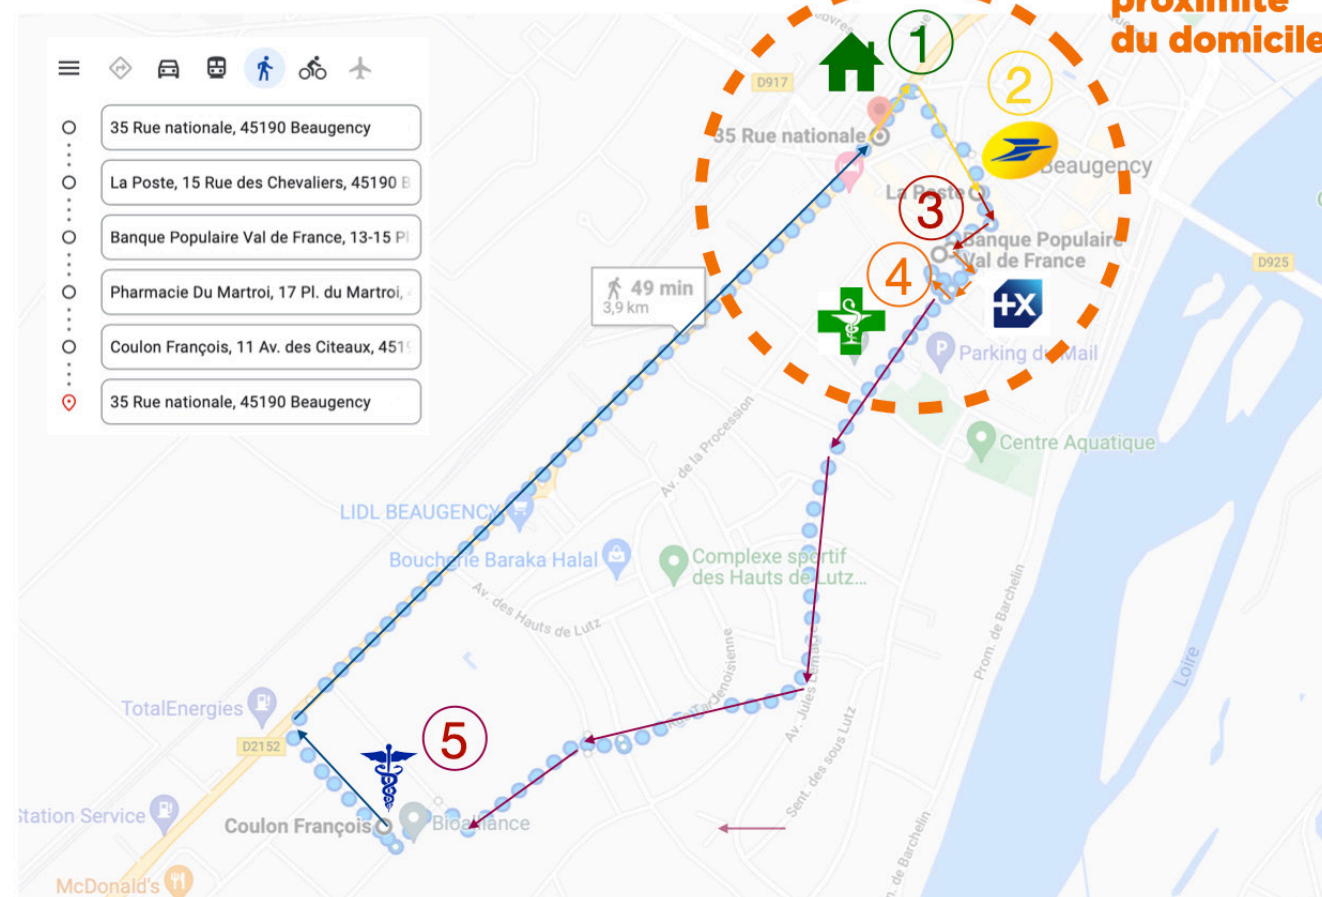 proximité
du domicile
35 Rue nationale, 45190 Beaugency
La Poste, 15 Rue des Chevaliers, 45190 B
Banque Populaire Val de France, 13-15 Pl
Pharmacie Du Martroi, 17 Pl. du Martroi,
Coulon François, 11 Av. des Citeaux, 451
35 Rue nationale, 45190 Beaugency
1
2
D917
35 Rue nationale
Beaugency
La Poste
3
Banque Populaire
Val de France
4
+X
D925
49 min
3,9 km
Parking du Mail
Centre Aquatique
Av. de la Procession
LIDL BEAUGENCY
Boucherie Baraka Halal
Complexe sportif
des Hauts de Lutz...
Av. des Hauts de Lutz
Prom. de Barchelin
Loire
Av. Jules Lemaitre
Sent. des sous Lutz
TotalEnergies
D2152
5
Station Service
Coulon François
Bioalliance
McDonald's
de Barchelin